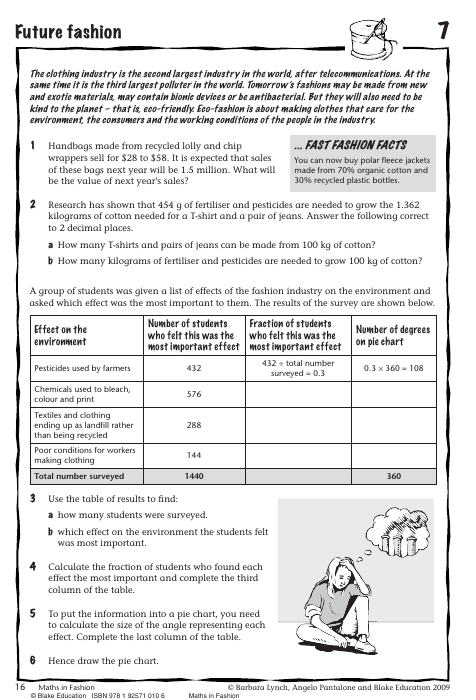 Future fashion
7
The clothing industry is the second largest industry in the world, after telecommunications. At the
same time it is the third largest polluter in the world. Tomorrow's fashions may be made from new
and exotic materials, may contain bionic devices or be antibacterial. But they will also need to be
kind to the planet – that is, eco-friendly. Eco-fashion is about making clothes that care for the
environment, the consumers and the working conditions of the people in the industry.
1 Handbags made from recycled lolly and chip
wrappers sell for $28 to $58. It is expected that sales
of these bags next year will be 1.5 million. What will
be the value of next year's sales?
... FAST FASHION FACTS
You can now buy polar fleece jackets
made from 70% organic cotton and
30% recycled plastic bottles.
2 Research has shown that 454 g of fertiliser and pesticides are needed to grow the 1.362
kilograms of cotton needed for a T-shirt and a pair of jeans. Answer the following correct
to 2 decimal places.
a How many T-shirts and pairs of jeans can be made from 100 kg of cotton?
b How many kilograms of fertiliser and pesticides are needed to grow 100 kg of cotton?
A group of students was given a list of effects of the fashion industry on the environment and
asked which effect was the most important to them. The results of the survey are shown below.
Effect on the
environment
Number of students
who felt this was the
most important effect
Fraction of students
who felt this was the
most important effect
Number of degrees
on pie chart
Pesticides used by farmers
432
432 ÷ total number
surveyed = 0.3
0.3 × 360 = 108
Chemicals used to bleach,
colour and print
576
Textiles and clothing
ending up as landfill rather
than being recycled
288
Poor conditions for workers
making clothing
144
Total number surveyed
1440
360
3 Use the table of results to find:
a how many students were surveyed.
b which effect on the environment the students felt
was most important.
4 Calculate the fraction of students who found each
effect the most important and complete the third
column of the table.
5 To put the information into a pie chart, you need
to calculate the size of the angle representing each
effect. Complete the last column of the table.
6 Hence draw the pie chart.
16 Maths in Fashion
© Barbara Lynch, Angelo Pantalone and Blake Education 2009
© Blake Education ISBN 978 1 92571 010 6 Maths in Fashion